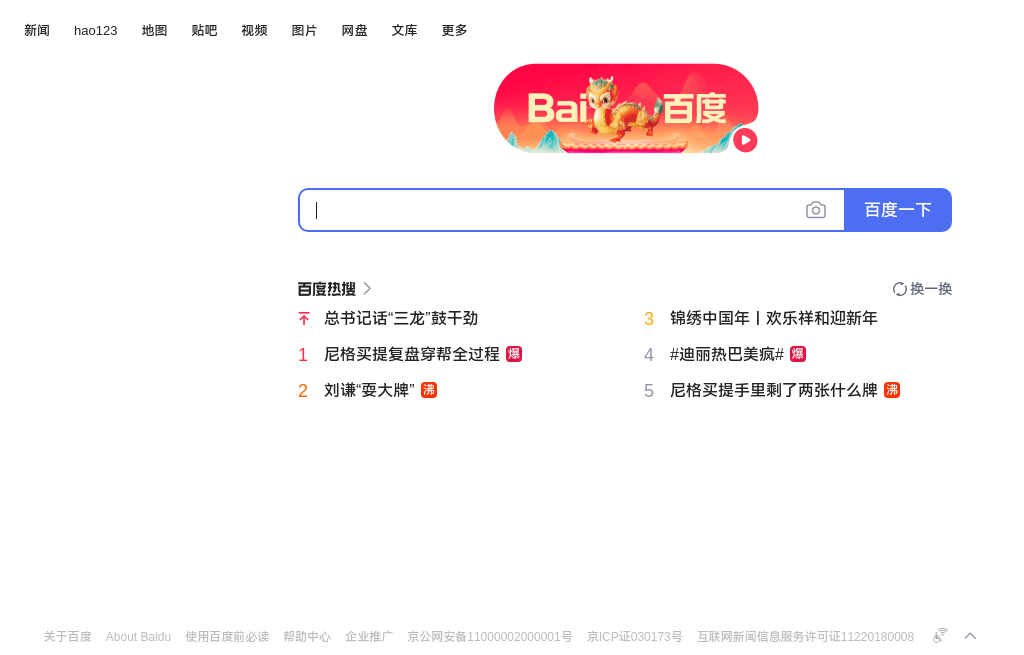 新闻 hao123 地图 贴吧 视频 图片 网盘 文库 更多
Bai 百度
百度一下
百度热搜 换一换
总书记话“三龙”鼓干劲
1 尼格买提复盘穿帮全过程 爆
2 刘谦“耍大牌” 沸
3 锦绣中国年丨欢乐祥和迎新年
4 #迪丽热巴美疯# 爆
5 尼格买提手里剩了两张什么牌 沸
关于百度 About Baidu 使用百度前必读 帮助中心 企业推广 京公网安备11000002000001号 京ICP证030173号 互联网新闻信息服务许可证11220180008